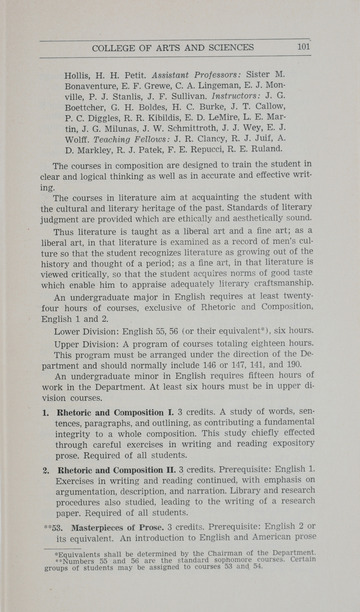 COLLEGE OF ARTS AND SCIENCES 101
Hollis, H. H. Petit. Assistant Professors: Sister M.
Bonaventure, E. F. Grewe, C. A. Lingeman, E. J. Mon-
ville, P. J. Stanlis, J. F. Sullivan. Instructors: J. G.
Boettcher, G. H. Boldes, H. C. Burke, J. T. Callow,
P. C. Diggles, R. R. Kibildis, E. D. LeMire, L. E. Mar-
tin, J. G. Milunas, J. W. Schmittroth, J. J. Wey, E. J.
Wolff. Teaching Fellows: J. R. Clancy, R. J. Juif, A.
D. Markley, R. J. Patek, F. E. Repucci, R. E. Ruland.
The courses in composition are designed to train the student in
clear and logical thinking as well as in accurate and effective writ-
ing.
The courses in literature aim at acquainting the student with
the cultural and literary heritage of the past. Standards of literary
judgment are provided which are ethically and aesthetically sound.
Thus literature is taught as a liberal art and a fine art; as a
liberal art, in that literature is examined as a record of men's cul-
ture so that the student recognizes literature as growing out of the
history and thought of a period; as a fine art, in that literature is
viewed critically, so that the student acquires norms of good taste
which enable him to appraise adequately literary craftsmanship.
An undergraduate major in English requires at least twenty-
four hours of courses, exclusive of Rhetoric and Composition,
English 1 and 2.
Lower Division: English 55, 56 (or their equivalent*), six hours.
Upper Division: A program of courses totaling eighteen hours.
This program must be arranged under the direction of the De-
partment and should normally include 146 or 147, 141, and 190.
An undergraduate minor in English requires fifteen hours of
work in the Department. At least six hours must be in upper di-
vision courses.
1. Rhetoric and Composition I. 3 credits. A study of words, sen-
tences, paragraphs, and outlining, as contributing a fundamental
integrity to a whole composition. This study chiefly effected
through careful exercises in writing and reading expository
prose. Required of all students.
2. Rhetoric and Composition II. 3 credits. Prerequisite: English 1.
Exercises in writing and reading continued, with emphasis on
argumentation, description, and narration. Library and research
procedures also studied, leading to the writing of a research
paper. Required of all students.
**53. Masterpieces of Prose. 3 credits. Prerequisite: English 2 or
its equivalent. An introduction to English and American prose
*Equivalents shall be determined by the Chairman of the Department.
**Numbers 55 and 56 are the standard sophomore courses. Certain
groups of students may be assigned to courses 53 and 54.